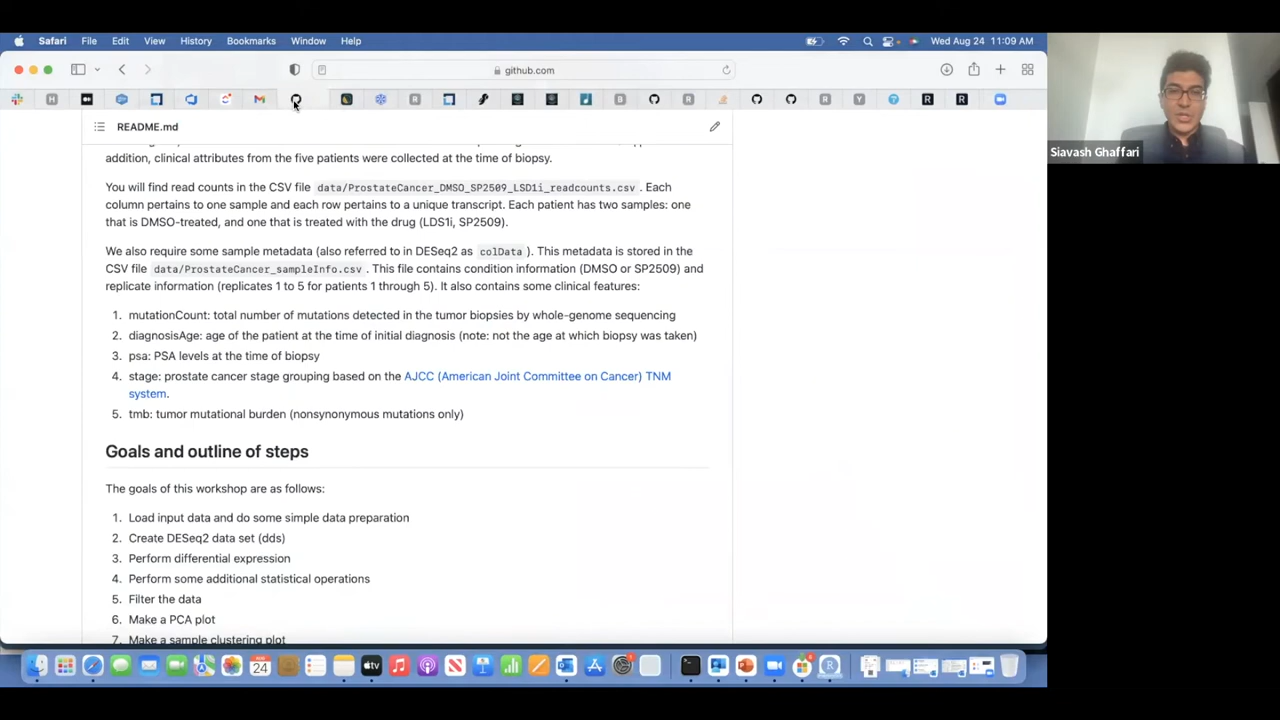 Safari File Edit View History Bookmarks Window Help Wed Aug 24 11:09 AM
github.com
README.md
addition, clinical attributes from the five patients were collected at the time of biopsy.
You will find read counts in the CSV file data/ProstateCancer_DMSO_SP2509_LSD1i_readcounts.csv. Each
column pertains to one sample and each row pertains to a unique transcript. Each patient has two samples: one
that is DMSO-treated, and one that is treated with the drug (LDS1i, SP2509).
We also require some sample metadata (also referred to in DESeq2 as colData). This metadata is stored in the
CSV file data/ProstateCancer_sampleInfo.csv. This file contains condition information (DMSO or SP2509) and
replicate information (replicates 1 to 5 for patients 1 through 5). It also contains some clinical features:
1. mutationCount: total number of mutations detected in the tumor biopsies by whole-genome sequencing
2. diagnosisAge: age of the patient at the time of initial diagnosis (note: not the age at which biopsy was taken)
3. psa: PSA levels at the time of biopsy
4. stage: prostate cancer stage grouping based on the AJCC (American Joint Committee on Cancer) TNM
system.
5. tmb: tumor mutational burden (nonsynonymous mutations only)
Goals and outline of steps
The goals of this workshop are as follows:
1. Load input data and do some simple data preparation
2. Create DESeq2 data set (dds)
3. Perform differential expression
4. Perform some additional statistical operations
5. Filter the data
6. Make a PCA plot
7. Make a sample clustering plot
Siavash Ghaffari